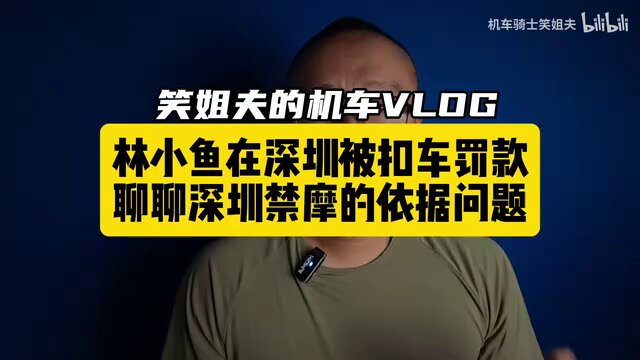 机车骑士笑姐夫 bilibili
笑姐夫的机车VLOG
林小鱼在深圳被扣车罚款
聊聊深圳禁摩的依据问题